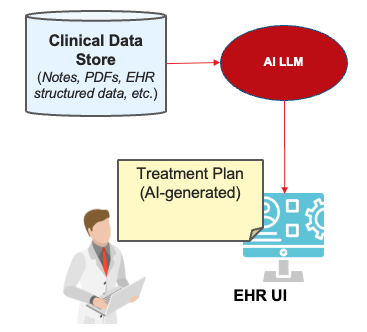 Clinical Data
Store
(Notes, PDFs, EHR
structured data, etc.)
AI LLM
Treatment Plan
(AI-generated)
EHR UI